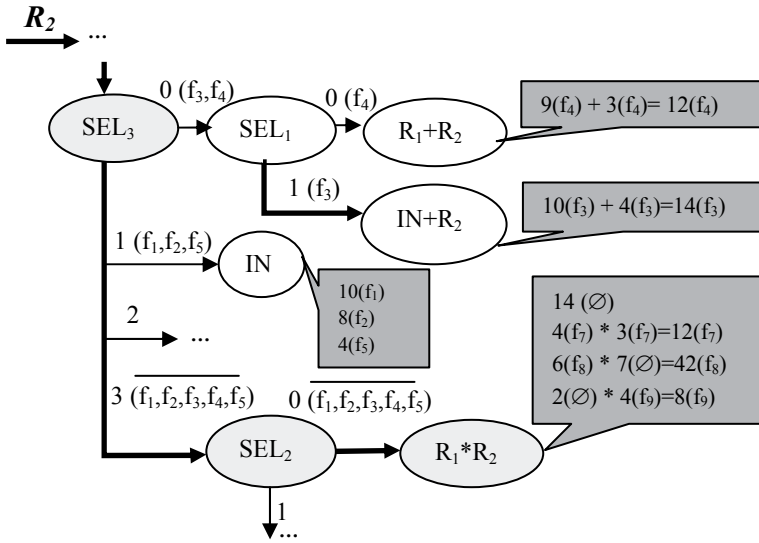 R₂
...
0 (f₃,f₄)
0 (f₄)
SEL₃
SEL₁
R₁+R₂
9(f₄) + 3(f₄)= 12(f₄)
1 (f₃)
IN+R₂
10(f₃) + 4(f₃)=14(f₃)
1 (f₁,f₂,f₅)
IN
10(f₁)
8(f₂)
4(f₅)
2
...
14 (∅)
4(f₇) * 3(f₇)=12(f₇)
6(f₈) * 7(∅)=42(f₈)
2(∅) * 4(f₉)=8(f₉)
3 (f₁,f₂,f₃,f₄,f₅)
0 (f₁,f₂,f₃,f₄,f₅)
SEL₂
R₁*R₂
1
...